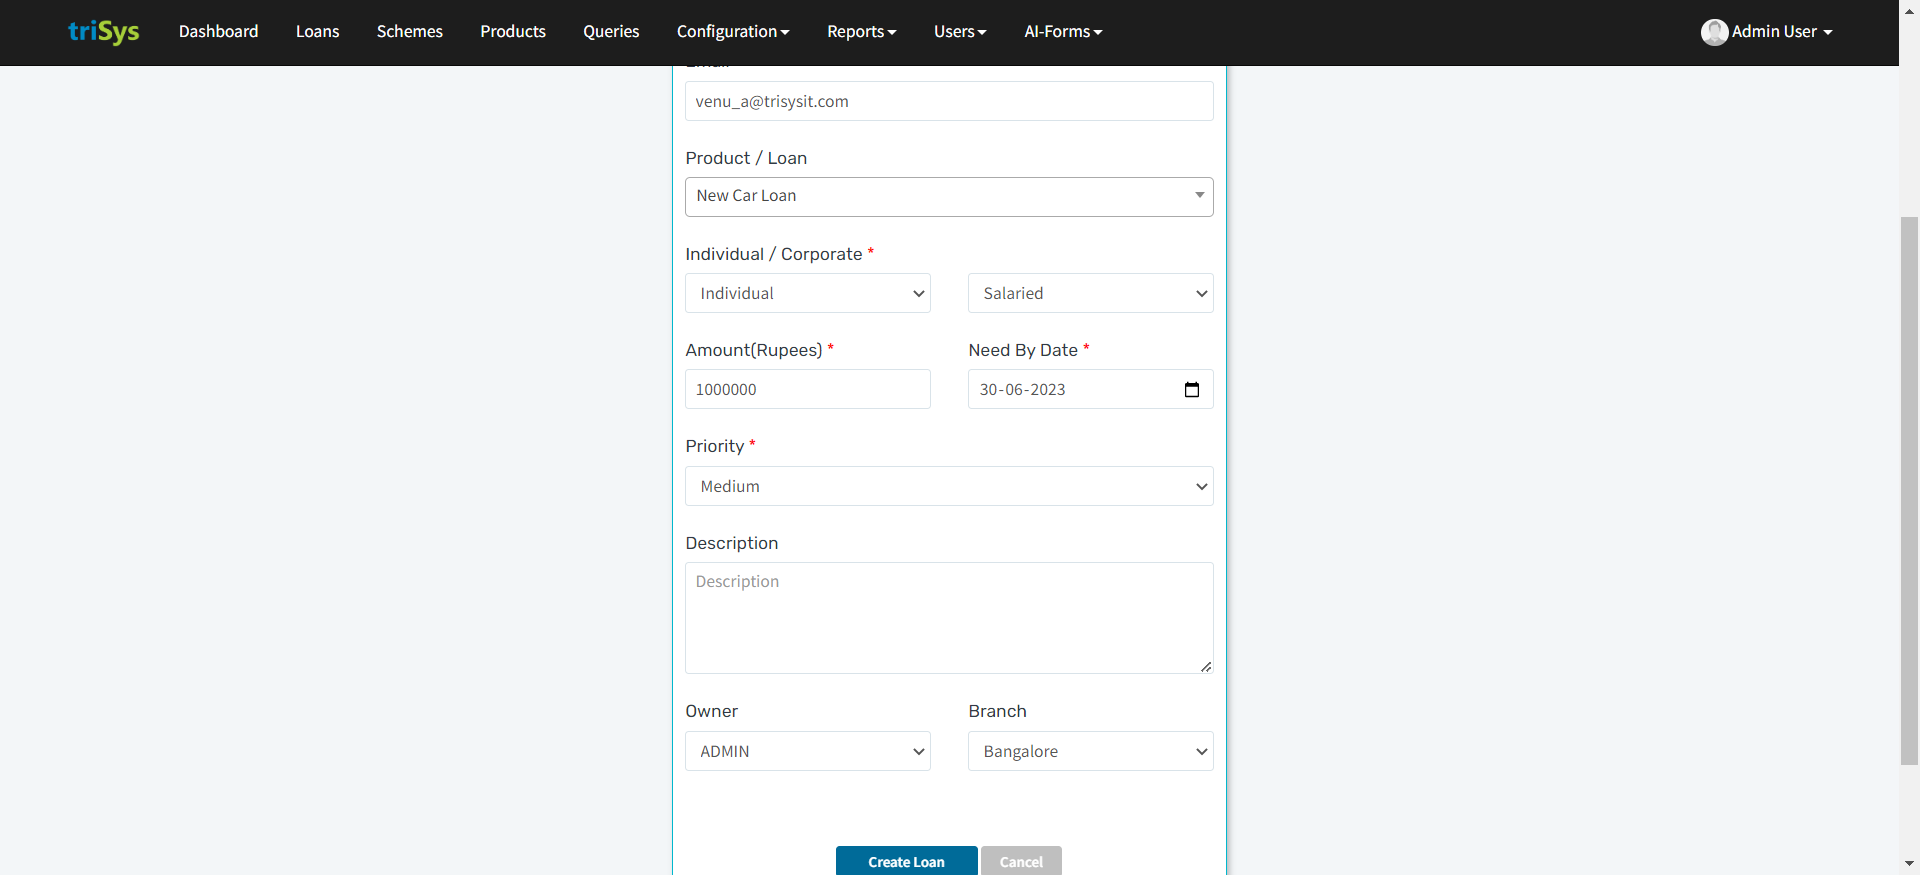 triSys Dashboard Loans Schemes Products Queries Configuration Reports Users AI-Forms Admin User
venu_a@trisysit.com
Product / Loan
New Car Loan
Individual / Corporate *
Individual Salaried
Amount(Rupees) * Need By Date *
1000000 30-06-2023
Priority *
Medium
Description
Description
Owner Branch
ADMIN Bangalore
Create Loan Cancel